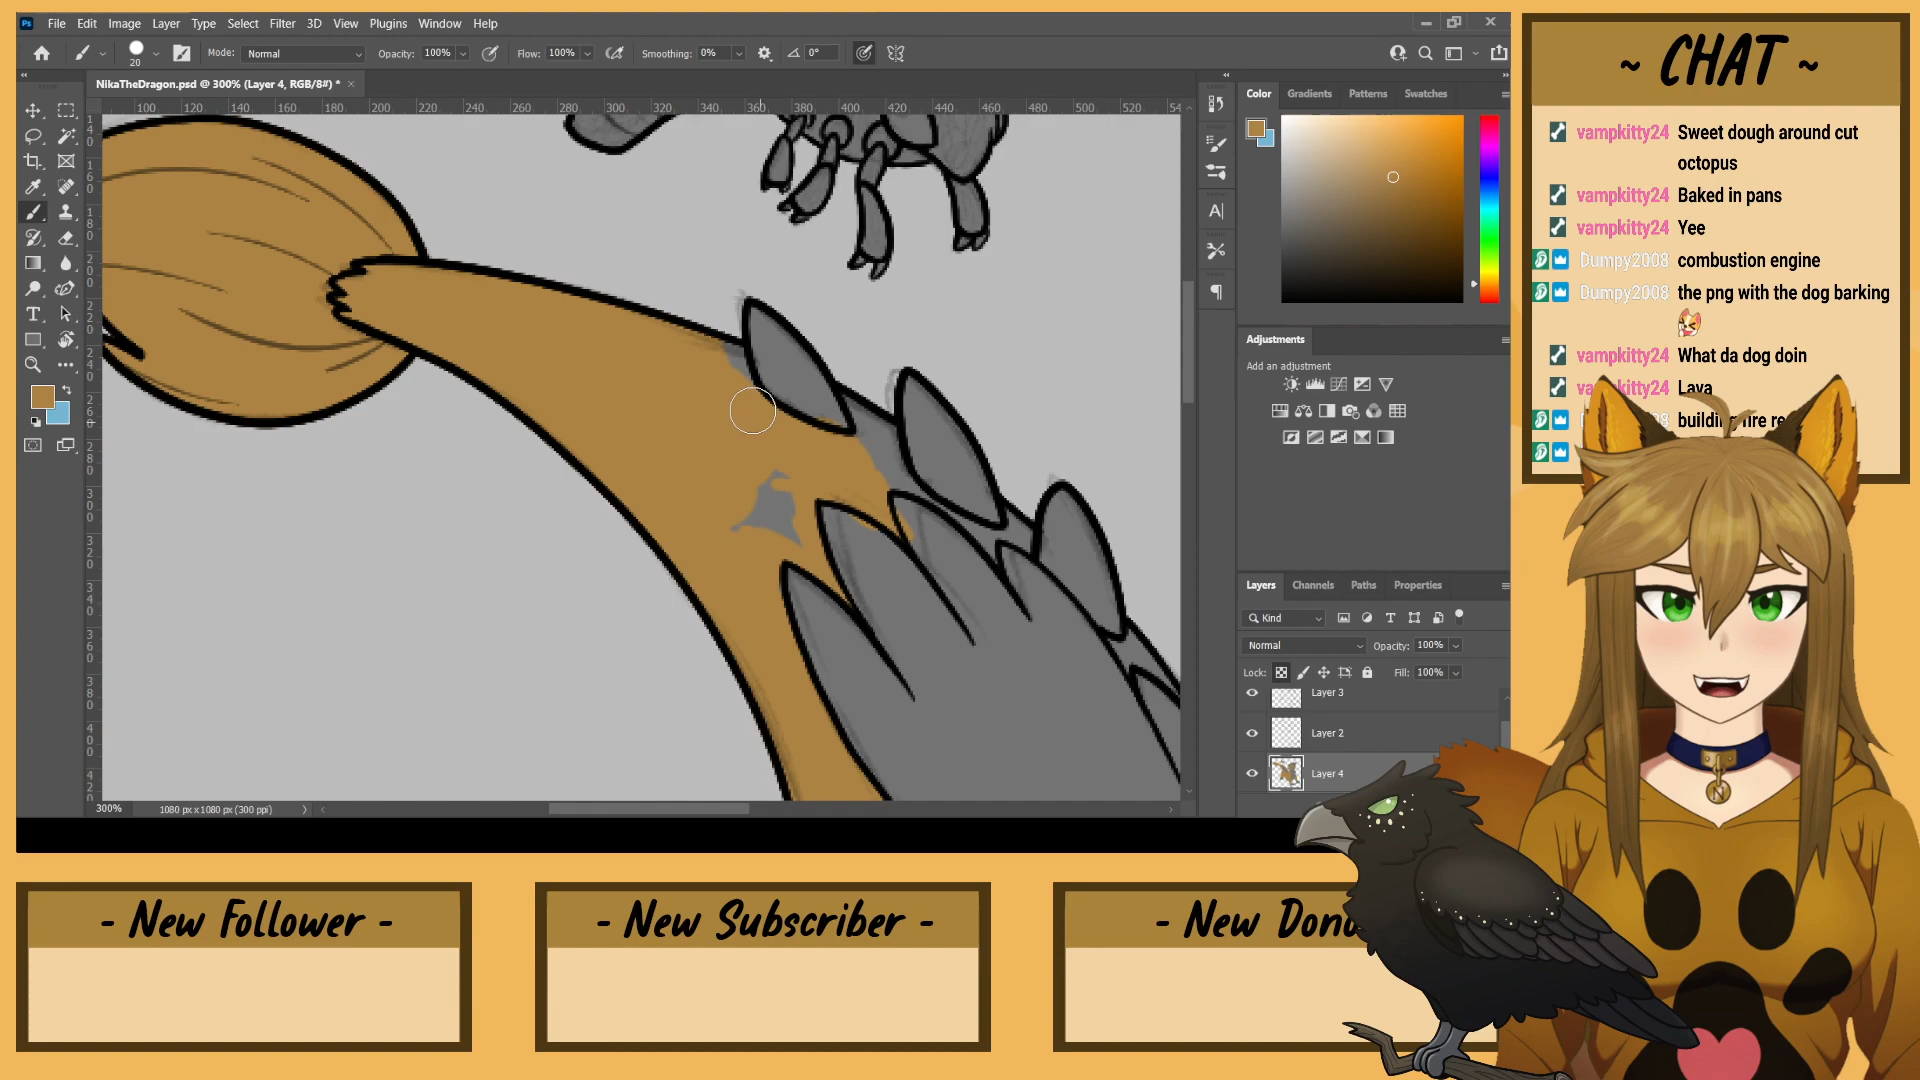 Ps File Edit Image Layer Type Select Filter 3D View Plugins Window Help
20 Mode: Normal Opacity: 100% Flow: 100% Smoothing: 0% 0°
NikaTheDragon.psd @ 300% (Layer 4, RGB/8#) *
100 120 140 160 180 200 220 240 260 280 300 320 340 360 380 400 420 440 460 480 500 520 54
Color Gradients Patterns Swatches
Adjustments
Add an adjustment
Layers Channels Paths Properties
Kind
Normal Opacity: 100%
Lock: Fill: 100%
Layer 3
Layer 2
Layer 4
300% 1080 px x 1080 px (300 ppi)
~ CHAT ~
vampkitty24 Sweet dough around cut
octopus
vampkitty24 Baked in pans
vampkitty24 Yee
Dumpy2008 combustion engine
Dumpy2008 the png with the dog barking
vampkitty24 What da dog doin
vampkitty24 Lava
- New Follower -
- New Subscriber -
- New Dono
N